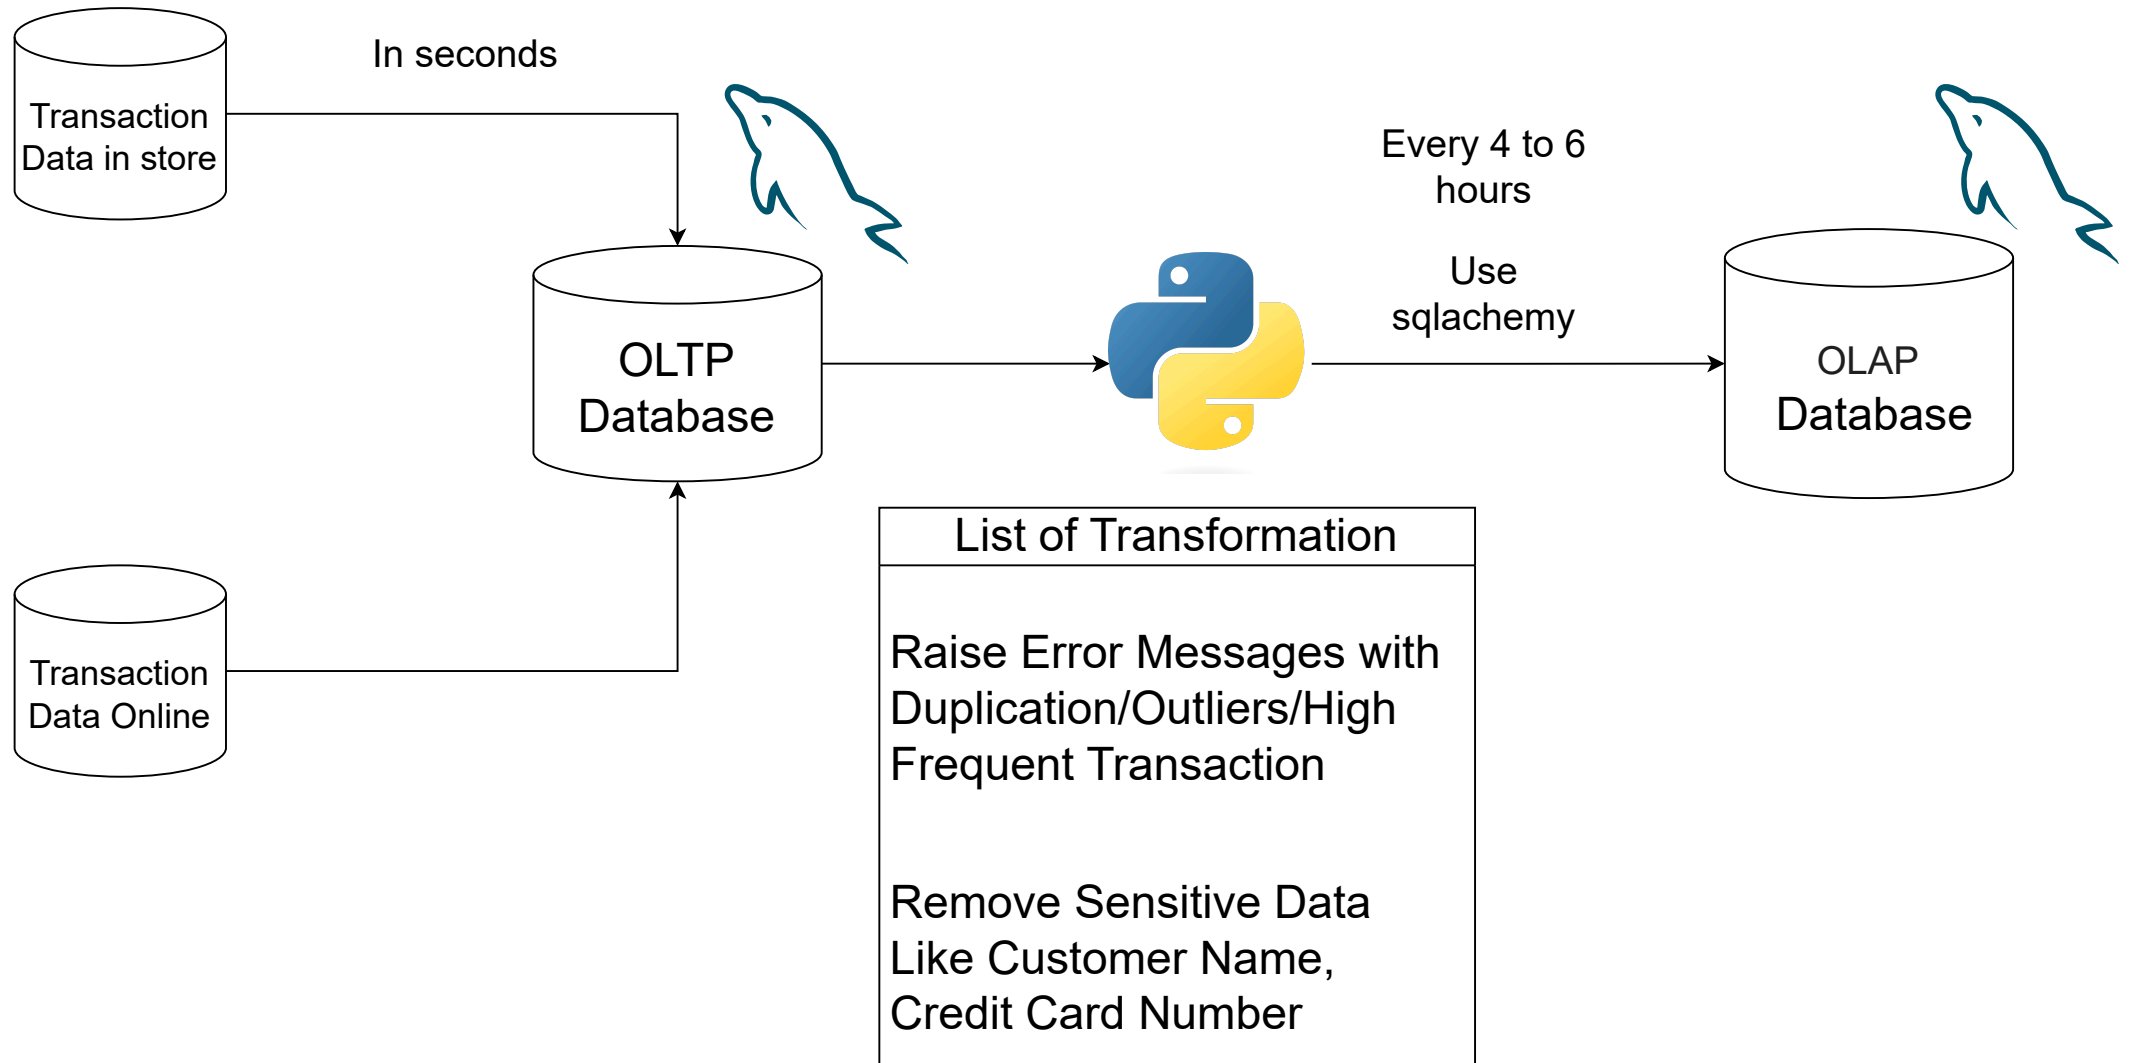 Transaction
Data in store
In seconds
OLTP
Database
Transaction
Data Online
Every 4 to 6
hours
Use
sqlachemy
OLAP
Database
List of Transformation
Raise Error Messages with
Duplication/Outliers/High
Frequent Transaction
Remove Sensitive Data
Like Customer Name,
Credit Card Number